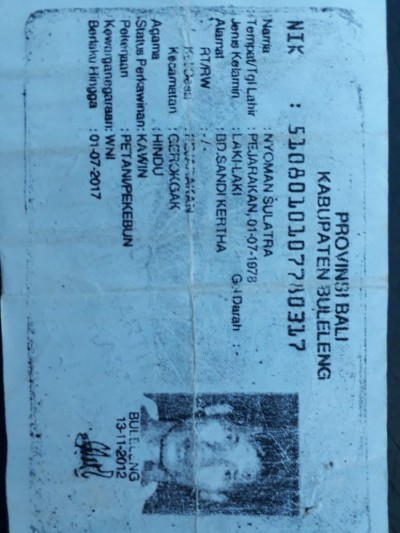 PROVINSI BALI
KABUPATEN BULELENG
NIK : 5108010107780317
Nama : NYOMAN SULATRA
Tempat/Tgl Lahir : PEJARAKAN, 01-07-1978
Jenis Kelamin : LAKI-LAKI Gol Darah : -
Alamat : BD.SANDI KERTHA
RT/RW : -/-
Kel/Desa : PEJARAKAN
Kecamatan : GEROKGAK
Agama : HINDU
Status Perkawinan: KAWIN
Pekerjaan : PETANI/PEKEBUN
Kewarganegaraan: WNI
Berlaku Hingga : 01-07-2017
BULELENG
13-11-2012